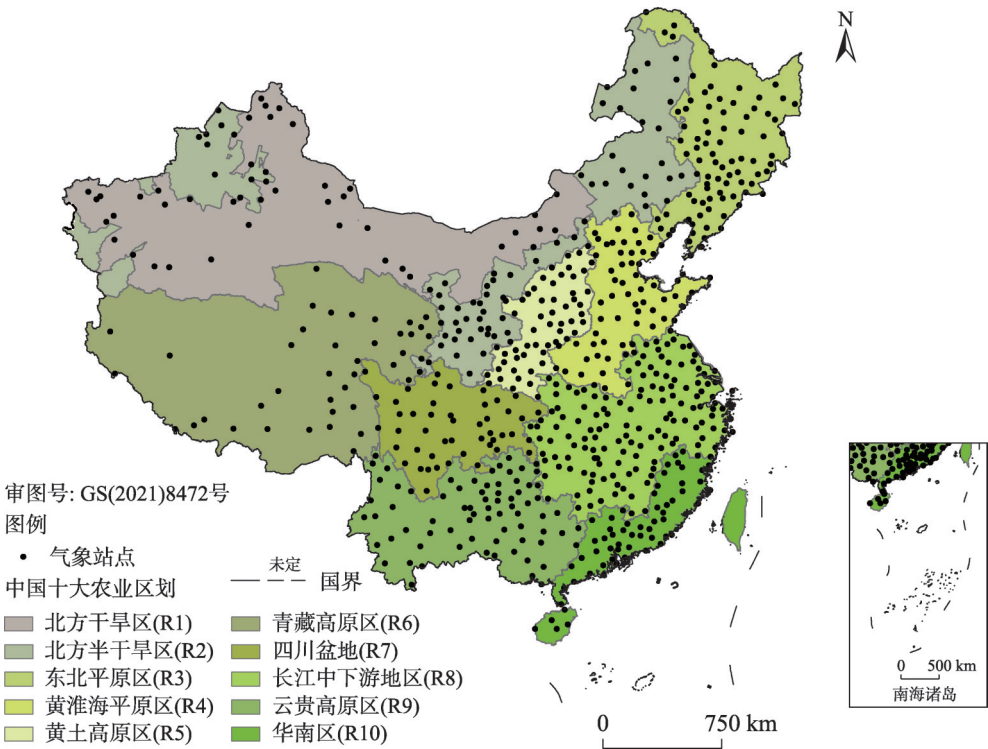 N
审图号: GS(2021)8472号
图例
气象站点
中国十大农业区划
未定
国界
北方干旱区(R1)
青藏高原区(R6)
北方半干旱区(R2)
四川盆地(R7)
东北平原区(R3)
长江中下游地区(R8)
黄淮海平原区(R4)
云贵高原区(R9)
黄土高原区(R5)
华南区(R10)
0 750 km
0 500 km
南海诸岛